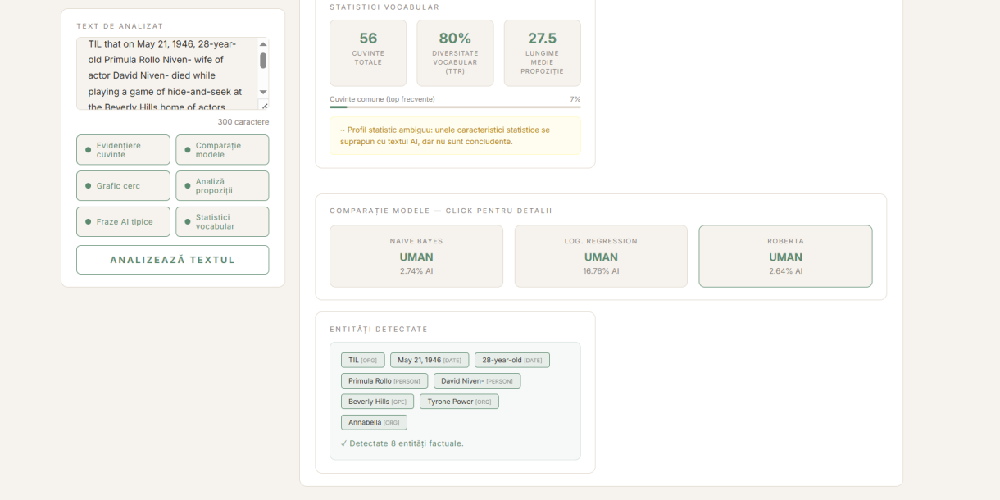 TEXT DE ANALIZAT
TIL that on May 21, 1946, 28-year-
old Primula Rollo Niven- wife of
actor David Niven- died while
playing a game of hide-and-seek at
the Beverly Hills home of actors
300 caractere
Evidențiere
cuvinte
Comparație
modele
Grafic cerc
Analiză
propoziții
Fraze AI tipice
Statistici
vocabular
ANALIZEAZĂ TEXTUL
STATISTICI VOCABULAR
56
CUVINTE
TOTALE
80%
DIVERSITATE
VOCABULAR
(TTR)
27.5
LUNGIME
MEDIE
PROPOZIȚIE
Cuvinte comune (top frecvente) 7%
~ Profil statistic ambiguu: unele caracteristici statistice se
suprapun cu textul AI, dar nu sunt concludente.
COMPARAȚIE MODELE — CLICK PENTRU DETALII
NAIVE BAYES
UMAN
2.74% AI
LOG. REGRESSION
UMAN
16.76% AI
ROBERTA
UMAN
2.64% AI
ENTITĂȚI DETECTATE
TIL [ORG] May 21, 1946 [DATE] 28-year-old [DATE]
Primula Rollo [PERSON] David Niven- [PERSON]
Beverly Hills [GPE] Tyrone Power [ORG]
Annabella [ORG]
✓ Detectate 8 entități factuale.